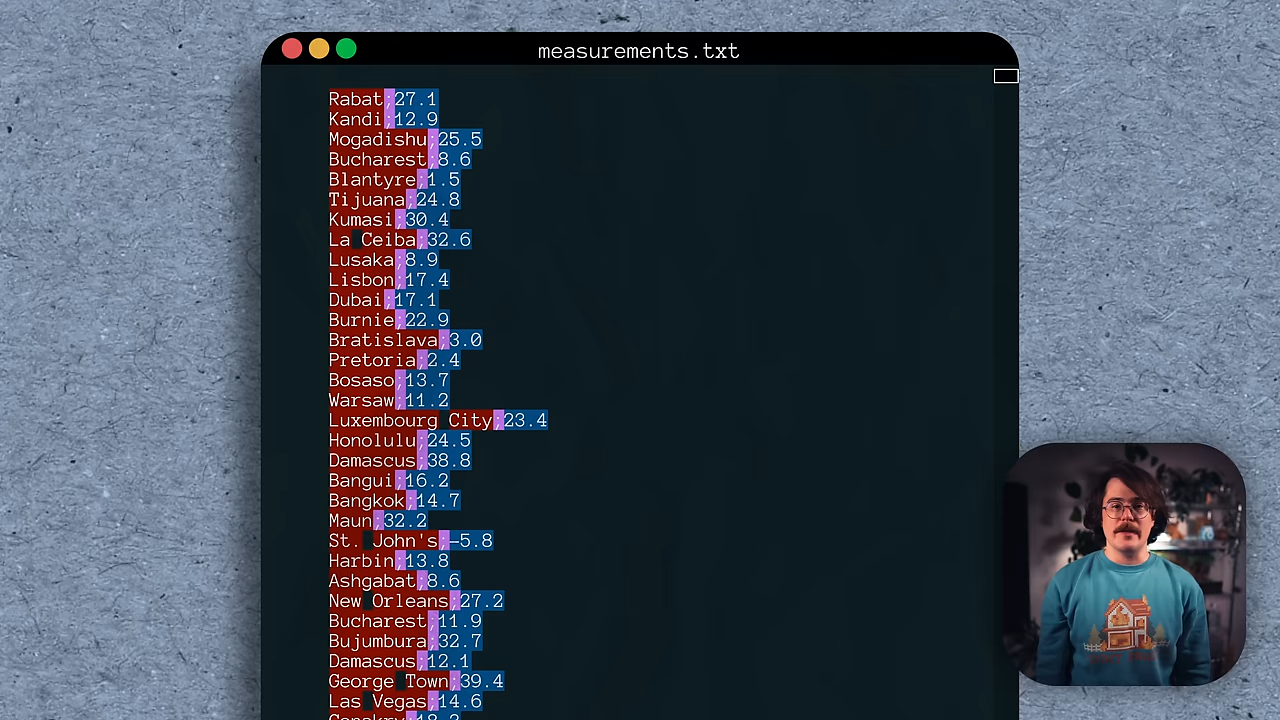 measurements.txt
Rabat;27.1
Kandi;12.9
Mogadishu;25.5
Bucharest;8.6
Blantyre;1.5
Tijuana;24.8
Kumasi;30.4
La Ceiba;32.6
Lusaka;8.9
Lisbon;17.4
Dubai;17.1
Burnie;22.9
Bratislava;3.0
Pretoria;2.4
Bosaso;13.7
Warsaw;11.2
Luxembourg City;23.4
Honolulu;24.5
Damascus;38.8
Bangui;16.2
Bangkok;14.7
Maun;32.2
St. John's;-5.8
Harbin;13.8
Ashgabat;8.6
New Orleans;27.2
Bucharest;11.9
Bujumbura;32.7
Damascus;12.1
George Town;39.4
Las Vegas;14.6